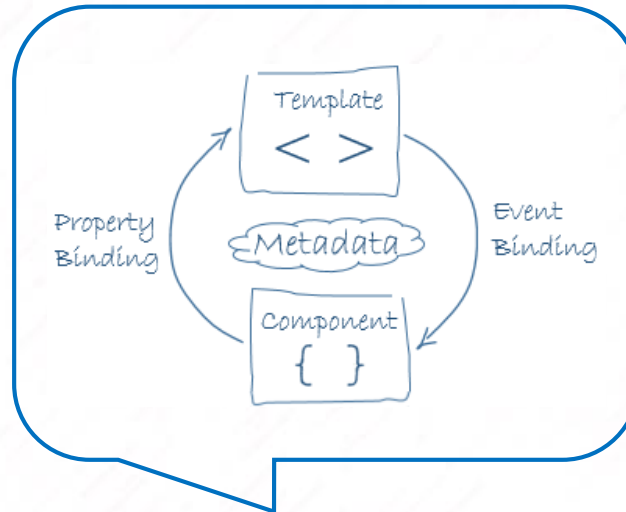 Template
< >
Property
Binding
Metadata
Event
Binding
Component
{ }